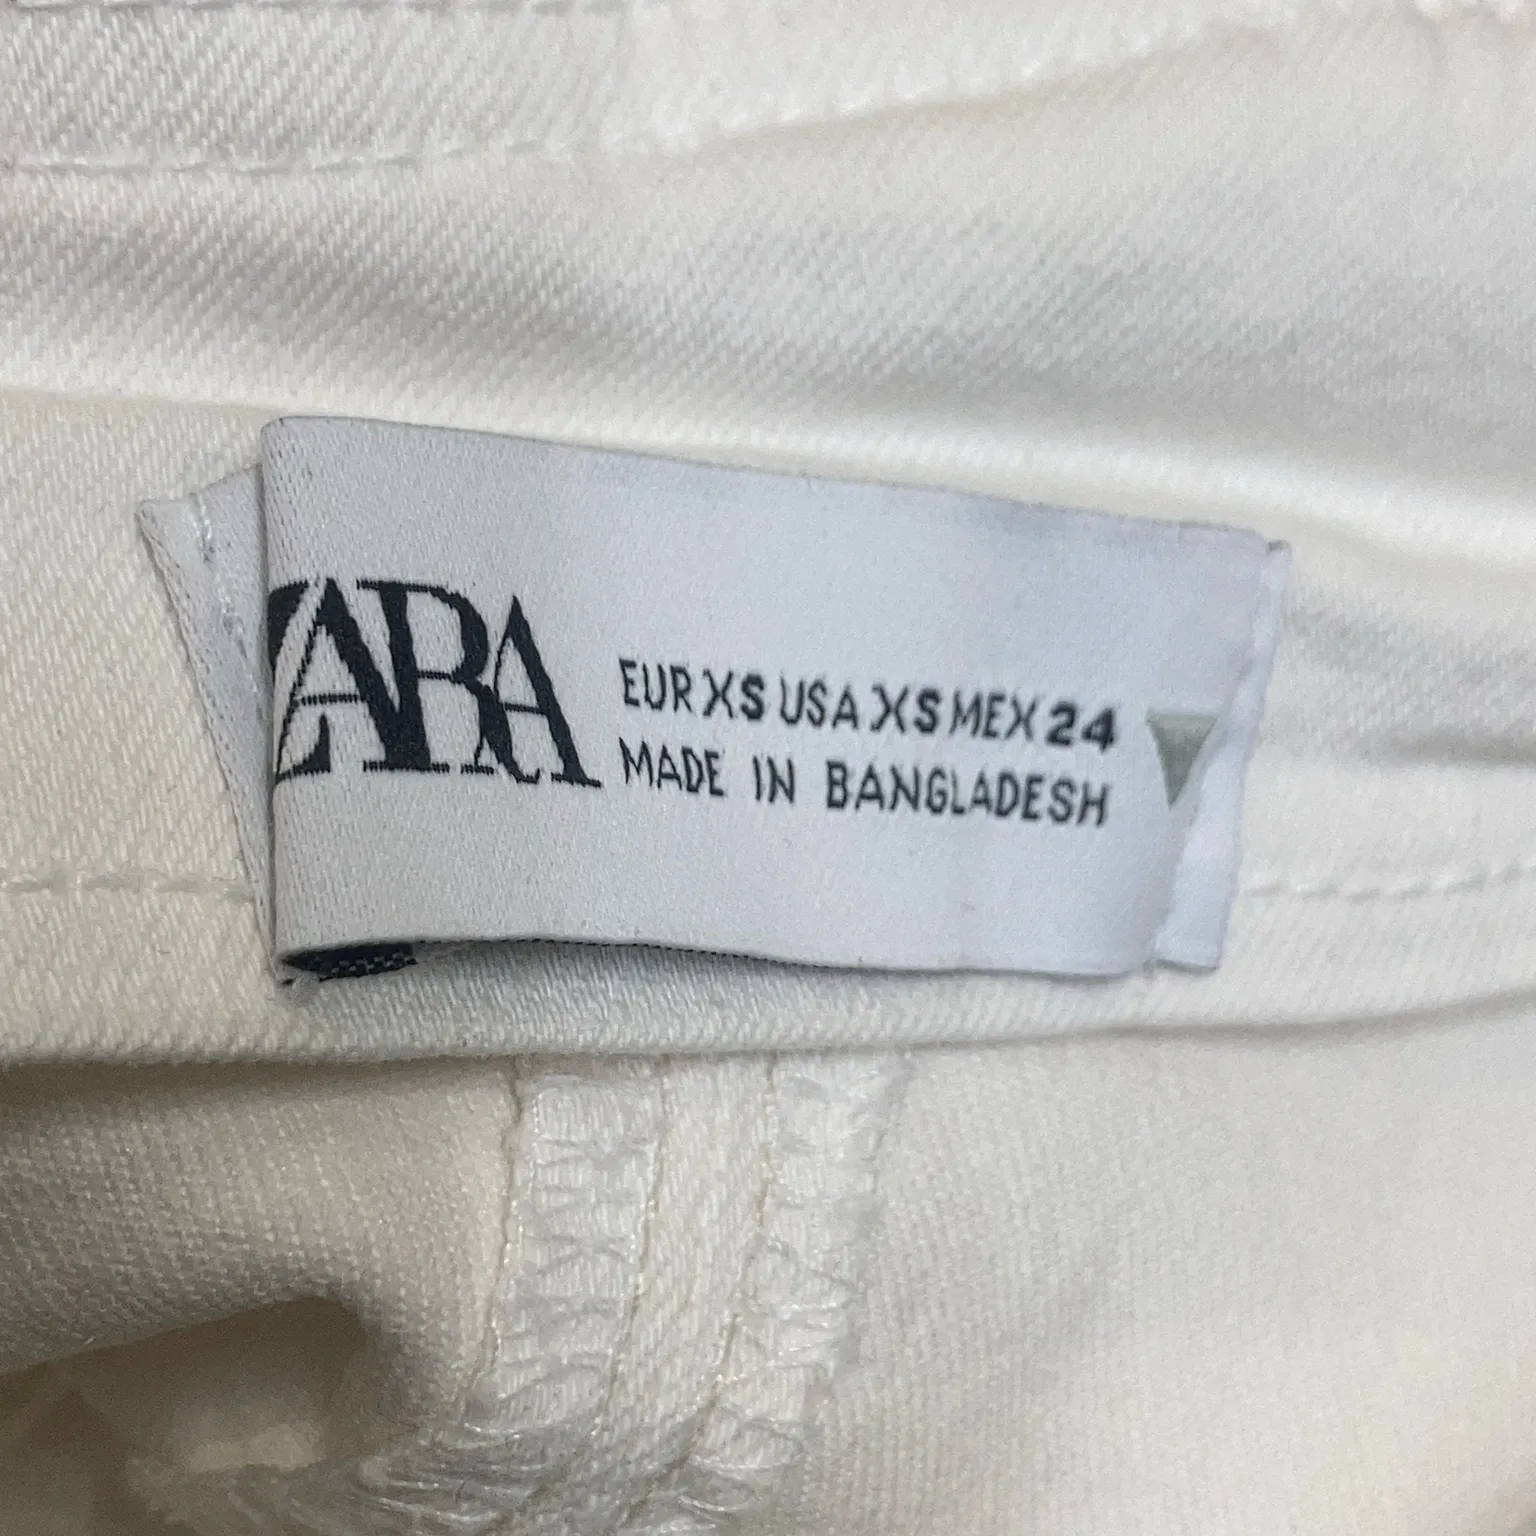 ZARA
EUR XS USA XS MEX 24
MADE IN BANGLADESH